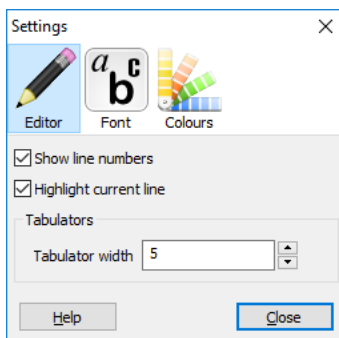 Settings
a b c
Editor Font Colours
Show line numbers
Highlight current line
Tabulators
Tabulator width 5
Help Close